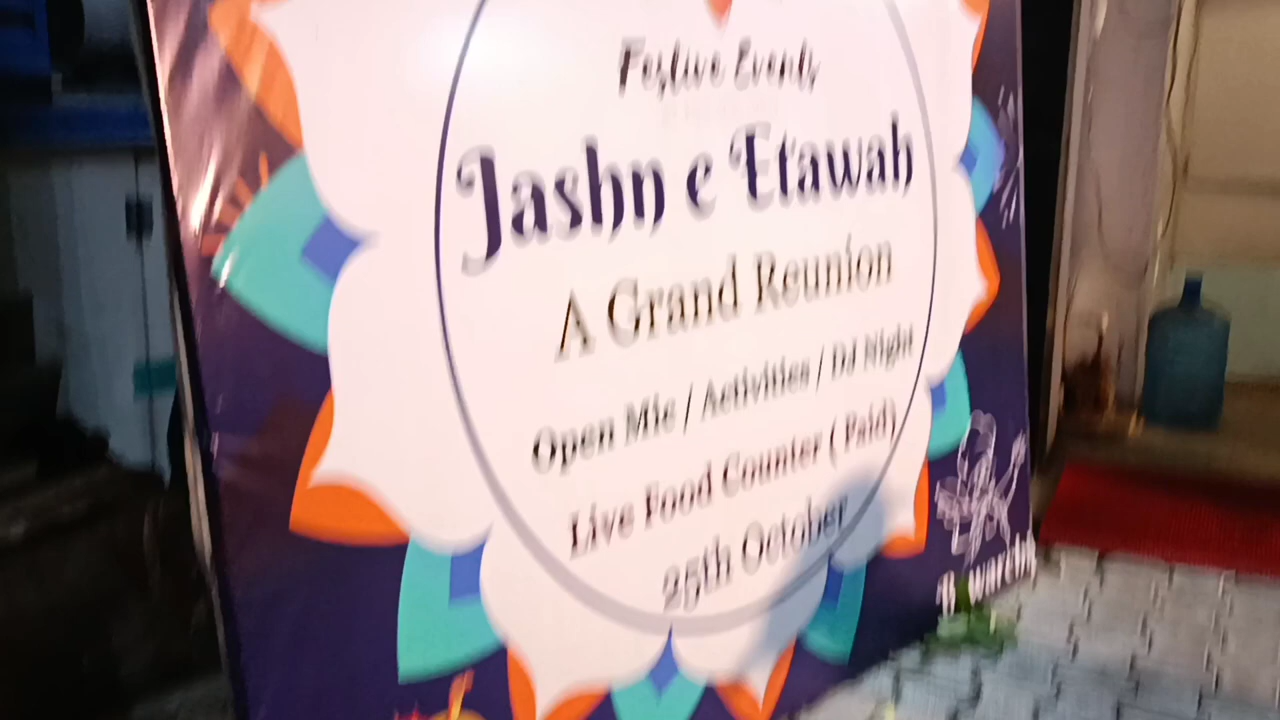 Festive Events
Jashn e Etawah
A Grand Reunion
Open Mic / Activities / DJ Night
Live Food Counter ( Paid)
25th October